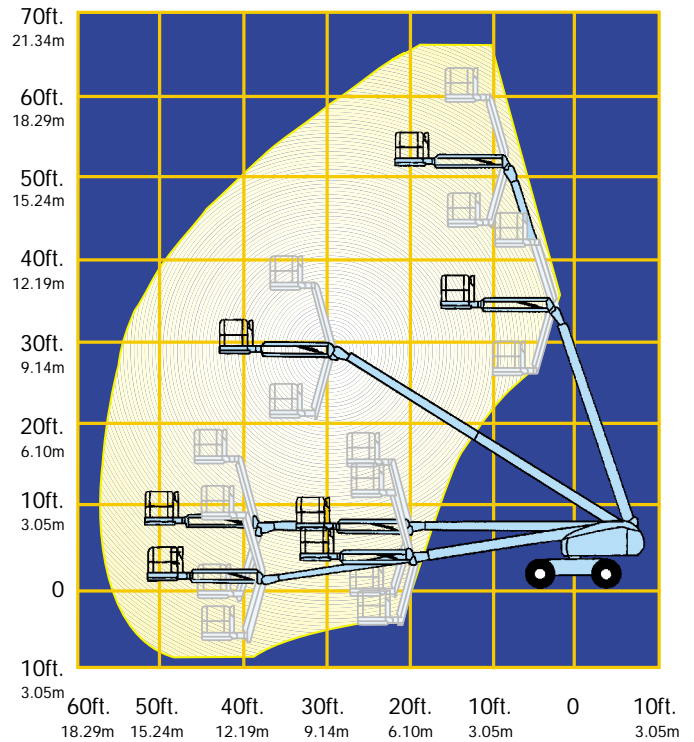 70ft.
21.34m
60ft.
18.29m
50ft.
15.24m
40ft.
12.19m
30ft.
9.14m
20ft.
6.10m
10ft.
3.05m
0
10ft.
3.05m
60ft. 50ft. 40ft. 30ft. 20ft. 10ft. 0 10ft.
18.29m 15.24m 12.19m 9.14m 6.10m 3.05m 3.05m